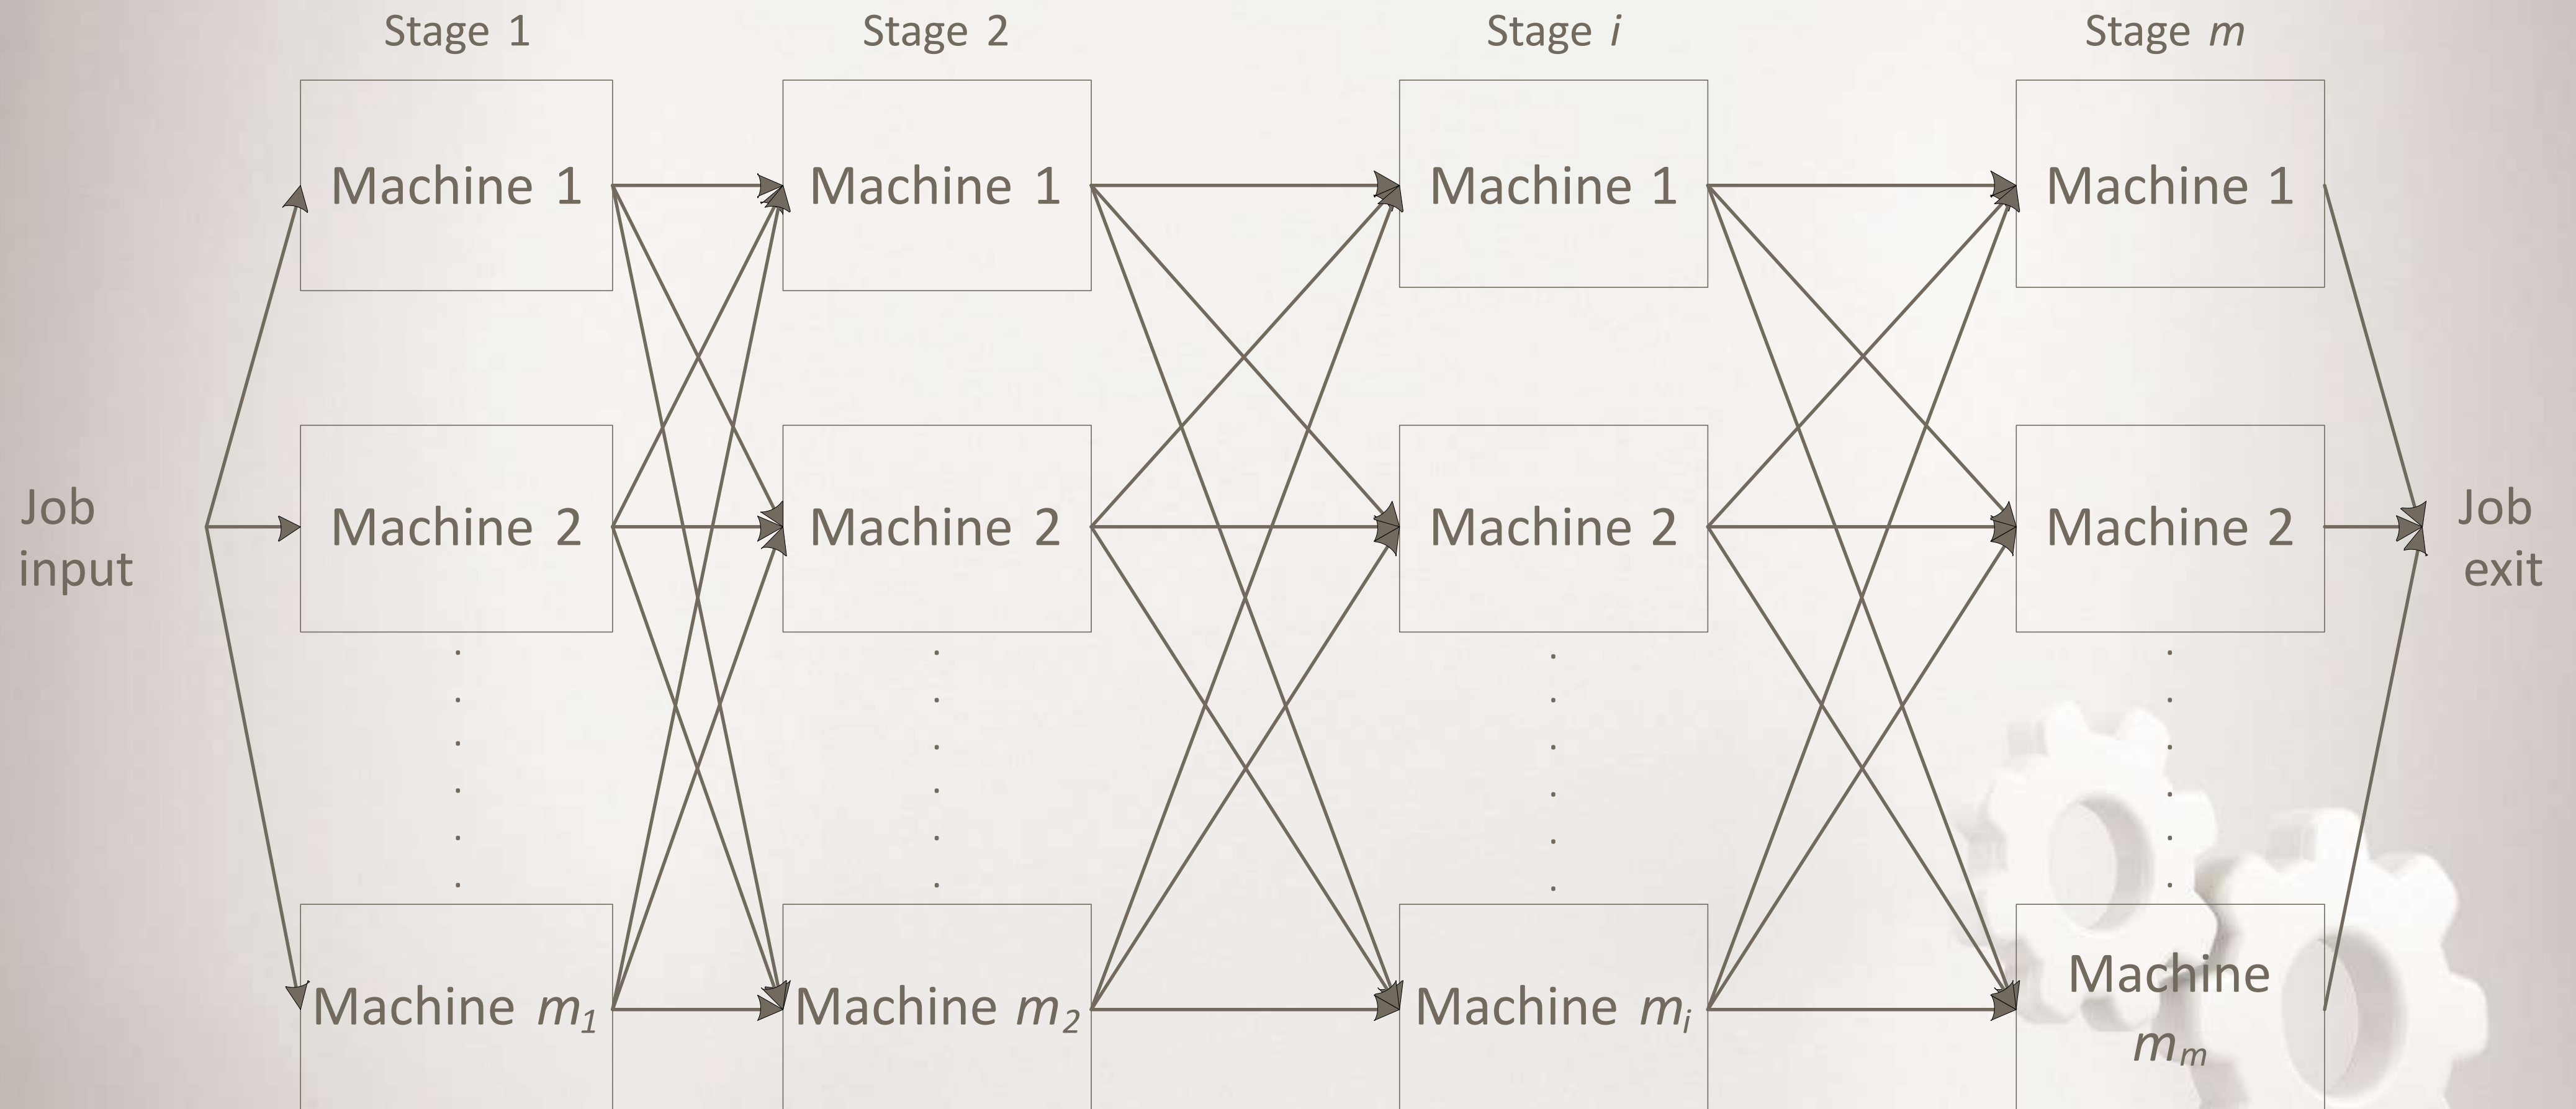 Stage 1
Stage 2
Stage i
Stage m
Machine 1
Machine 1
Machine 1
Machine 1
Job
input
Machine 2
Machine 2
Machine 2
Machine 2
Job
exit
Machine m₁
Machine m₂
Machine mᵢ
Machine
mₘ